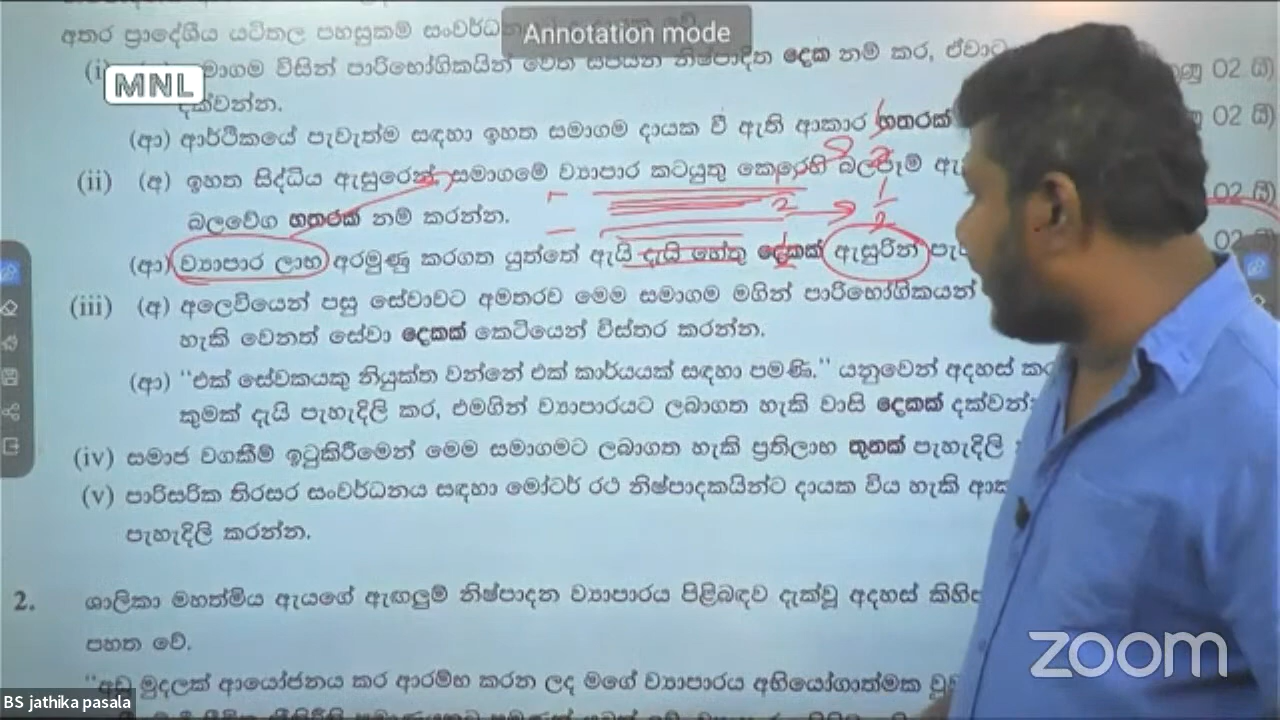 Annotation mode
අතර ප්‍රාදේශීය යටිතල පහසුකම් සංවර්ධන
(i) සමාගම විසින් පාරිභෝගිකයින් වෙත සපයන නිෂ්පාදිත දෙක නම් කර, ඒවාට 02 යි)
MNL
දක්වන්න.
(ආ) ආර්ථිකයේ පැවැත්ම සඳහා ඉහත සමාගම දායක වී ඇති ආකාර හතරක් 02 යි)
(ii) (අ) ඉහත සිද්ධිය ඇසුරෙන් සමාගමේ ව්‍යාපාර කටයුතු කෙරෙහි බලපෑම් 02 යි)
බලවේග හතරක් නම් කරන්න.
(ආ) ව්‍යාපාර ලාභ අරමුණු කරගත යුත්තේ ඇයි දැයි හේතු දෙකක් ඇසුරින් 02
(iii) (අ) අලෙවියෙන් පසු සේවාවට අමතරව මෙම සමාගම මගින් පාරිභෝගිකයන්
හැකි වෙනත් සේවා දෙකක් කෙටියෙන් විස්තර කරන්න.
(ආ) "එක් සේවකයකු නියුක්ත වන්නේ එක් කාර්යයක් සඳහා පමණි." යනුවෙන් අදහස්
කුමක් දැයි පැහැදිලි කර, එමගින් ව්‍යාපාරයට ලබාගත හැකි වාසි දෙකක්
(iv) සමාජ වගකීම් ඉටුකිරීමෙන් මෙම සමාගමට ලබාගත හැකි ප්‍රතිලාභ තුනක් පැහැදිලි
(v) පාරිසරික තිරසර සංවර්ධනය සඳහා මෝටර් රථ නිෂ්පාදකයින්ට දායක විය හැකි
පැහැදිලි කරන්න.
2. ශාලිකා මහත්මිය ඇයගේ ඇඟලුම් නිෂ්පාදන ව්‍යාපාරය පිළිබඳව දැක්වූ අදහස්
පහත වේ.
"අඩු මුදලක් ආයෝජනය කර ආරම්භ කරන ලද මගේ ව්‍යාපාරය අභියෝගාත්මක
zoom
BS jathika pasala